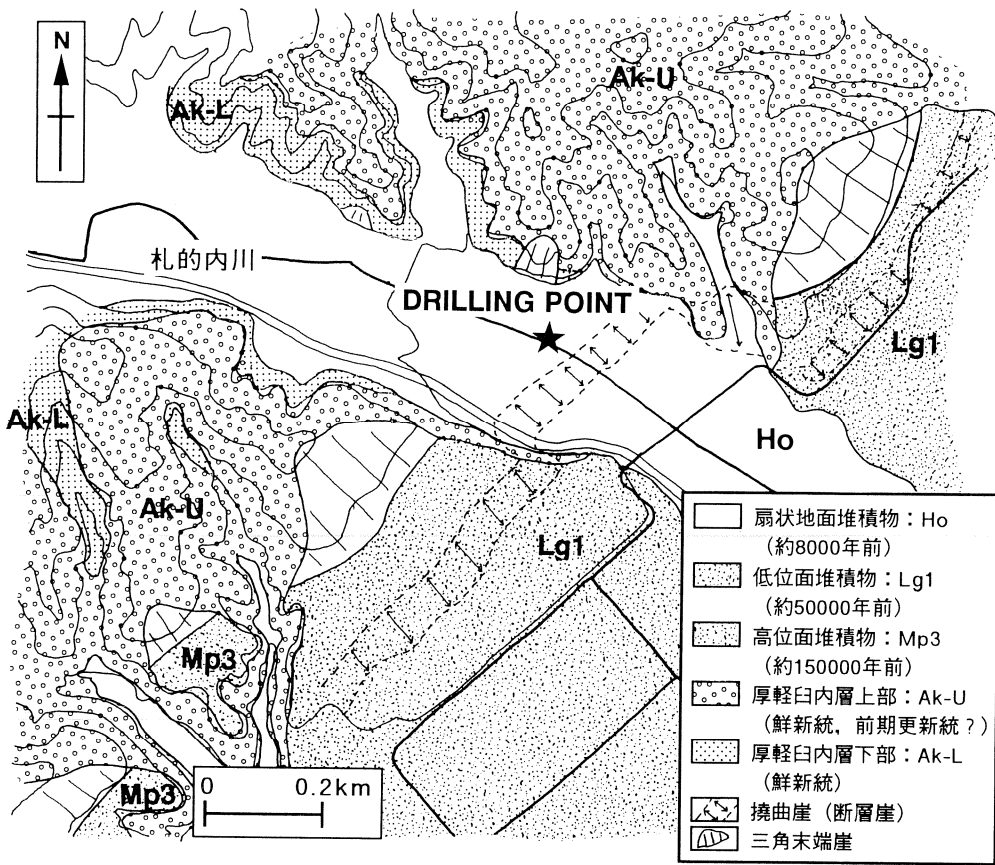 N
Ak-U
Ak-L
札的内川
DRILLING POINT
Lg1
Ak-L
Ho
Ak-U
Lg1
Mp3
Mp3
0 0.2km
扇状地面堆積物：Ho
(約8000年前)
低位面堆積物：Lg1
(約50000年前)
高位面堆積物：Mp3
(約150000年前)
厚軽臼内層上部：Ak-U
(鮮新統，前期更新統？)
厚軽臼内層下部：Ak-L
(鮮新統)
撓曲崖 (断層崖)
三角末端崖